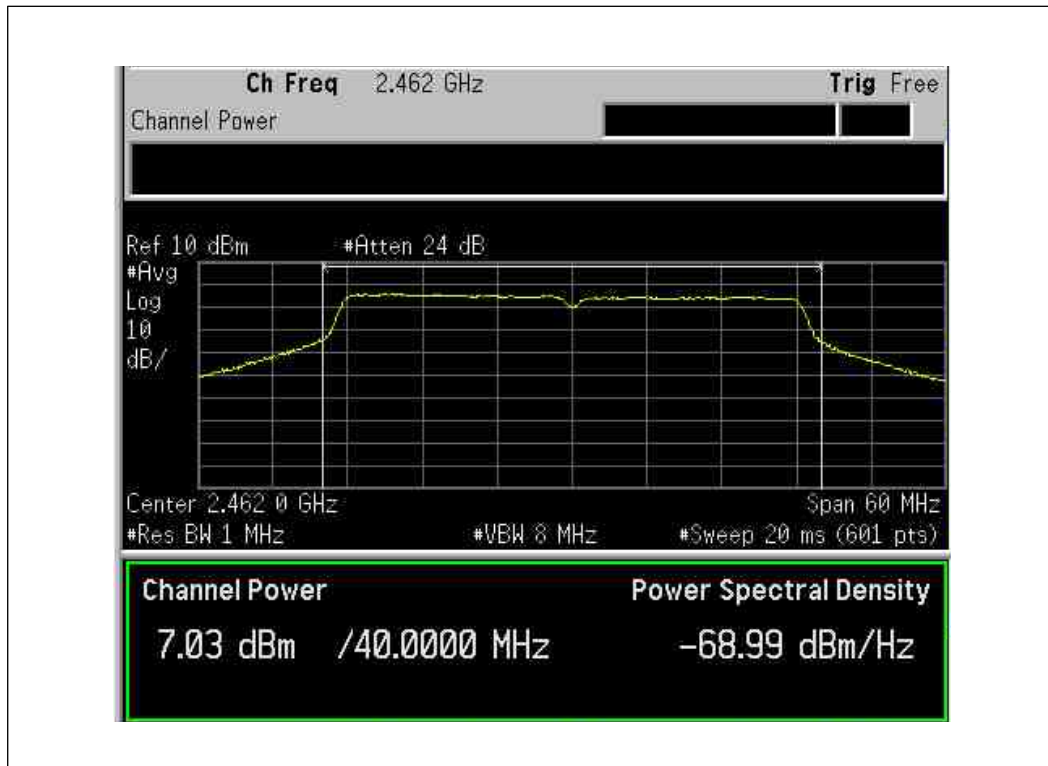 Ch Freq 2.462 GHz Trig Free
Channel Power
Ref 10 dBm #Atten 24 dB
#Avg
Log
10
dB/
Center 2.462 0 GHz Span 60 MHz
#Res BW 1 MHz #VBW 8 MHz #Sweep 20 ms (601 pts)
Channel Power Power Spectral Density
7.03 dBm /40.0000 MHz -68.99 dBm/Hz